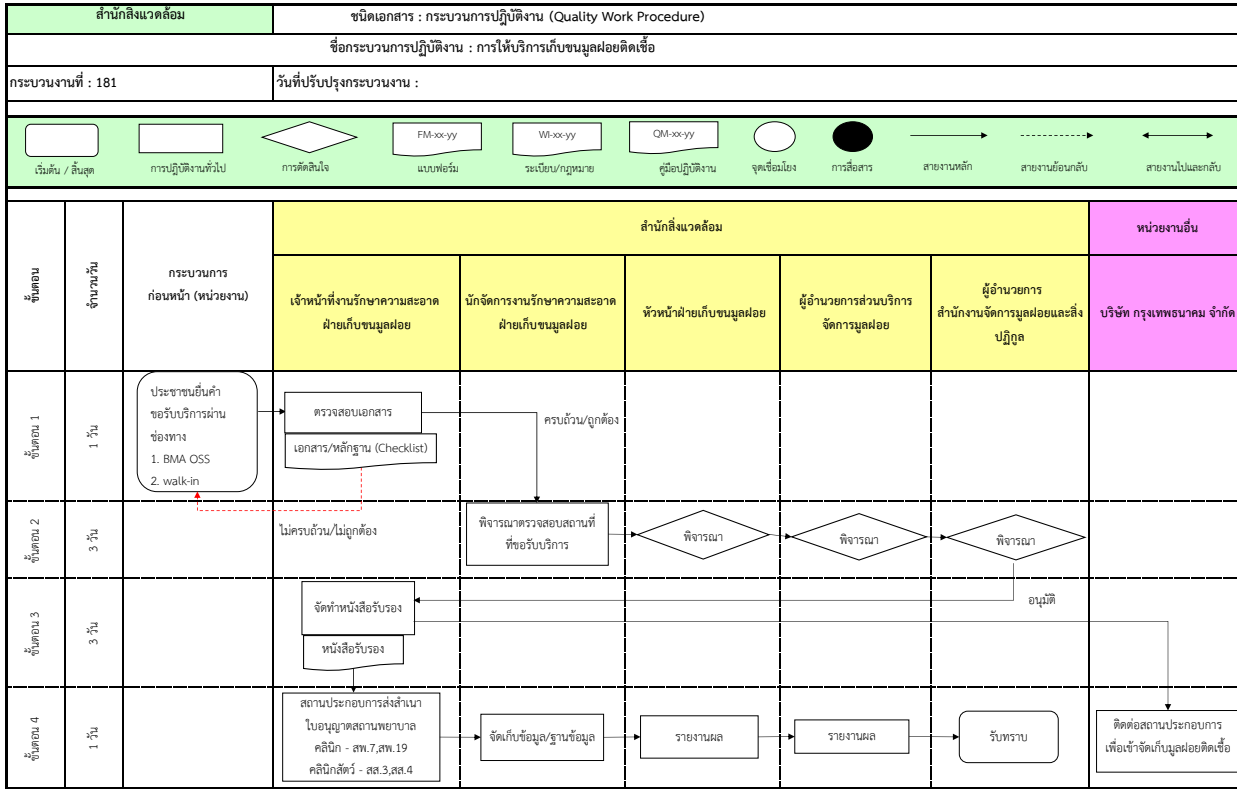 สำนักสิ่งแวดล้อม
ชนิดเอกสาร : กระบวนการปฏิบัติงาน (Quality Work Procedure)
ชื่อกระบวนการปฏิบัติงาน : การให้บริการเก็บขนมูลฝอยติดเชื้อ
กระบวนงานที่ : 181
วันที่ปรับปรุงกระบวนงาน :
FM-xx-yy
WI-xx-yy
QM-xx-yy
เริ่มต้น / สิ้นสุด
การปฏิบัติงานทั่วไป
การตัดสินใจ
แบบฟอร์ม
ระเบียบ/กฎหมาย
คู่มือปฏิบัติงาน
จุดเชื่อมโยง
การสื่อสาร
สายงานหลัก
สายงานย้อนกลับ
สายงานไปและกลับ
ขั้นตอน
จำนวนวัน
กระบวนการ
ก่อนหน้า (หน่วยงาน)
สำนักสิ่งแวดล้อม
หน่วยงานอื่น
เจ้าหน้าที่งานรักษาความสะอาด
ฝ่ายเก็บขนมูลฝอย
นักจัดการงานรักษาความสะอาด
ฝ่ายเก็บขนมูลฝอย
หัวหน้าฝ่ายเก็บขนมูลฝอย
ผู้อำนวยการส่วนบริการ
จัดการมูลฝอย
ผู้อำนวยการ
สำนักงานจัดการมูลฝอยและสิ่ง
ปฏิกูล
บริษัท กรุงเทพธนาคม จำกัด
ขั้นตอน 1
1 วัน
ประชาชนยื่นคำ
ขอรับบริการผ่าน
ช่องทาง
1. BMA OSS
2. walk-in
ตรวจสอบเอกสาร
เอกสาร/หลักฐาน (Checklist)
ครบถ้วน/ถูกต้อง
ขั้นตอน 2
3 วัน
ไม่ครบถ้วน/ไม่ถูกต้อง
พิจารณาตรวจสอบสถานที่
ที่ขอรับบริการ
พิจารณา
พิจารณา
พิจารณา
ขั้นตอน 3
3 วัน
จัดทำหนังสือรับรอง
หนังสือรับรอง
อนุมัติ
ขั้นตอน 4
1 วัน
สถานประกอบการส่งสำเนา
ใบอนุญาตสถานพยาบาล
คลินิก - สพ.7,สพ.19
คลินิกสัตว์ - สส.3,สส.4
จัดเก็บข้อมูล/ฐานข้อมูล
รายงานผล
รายงานผล
รับทราบ
ติดต่อสถานประกอบการ
เพื่อเข้าจัดเก็บมูลฝอยติดเชื้อ